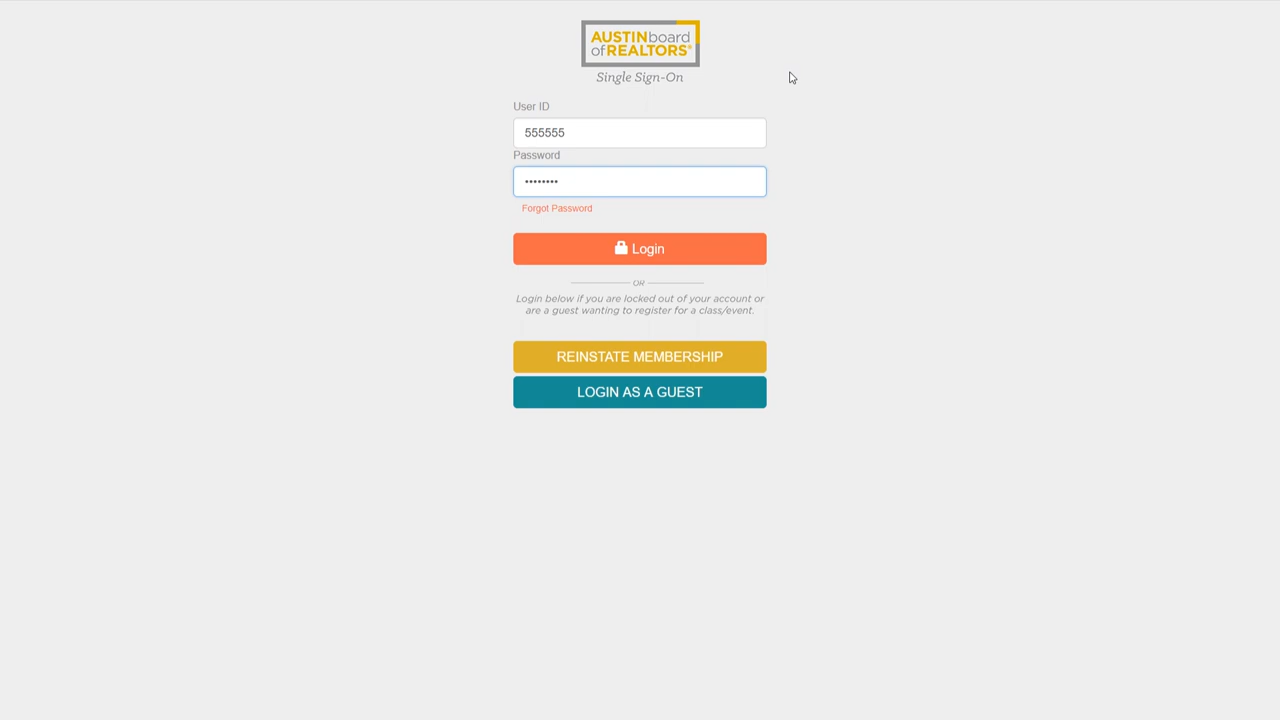 AUSTINboard
ofREALTORS®
Single Sign-On
User ID
555555
Password
••••••••
Forgot Password
Login
OR
Login below if you are locked out of your account or
are a guest wanting to register for a class/event.
REINSTATE MEMBERSHIP
LOGIN AS A GUEST